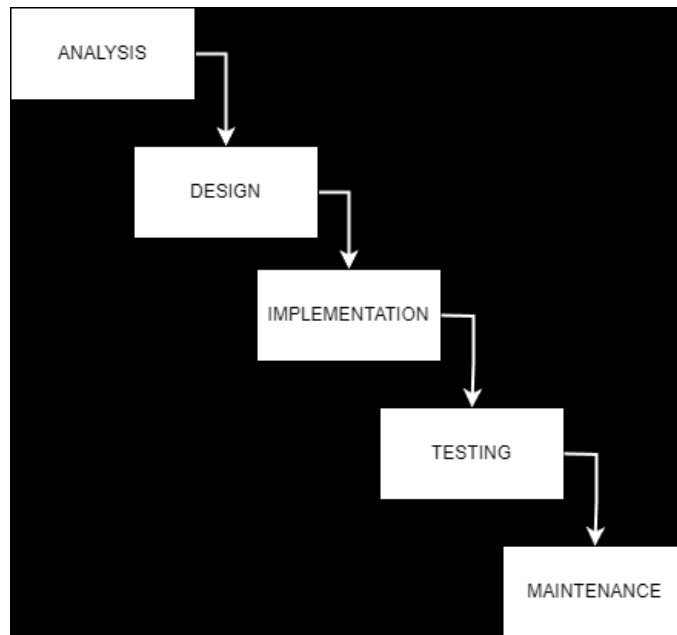 ANALYSIS
DESIGN
IMPLEMENTATION
TESTING
MAINTENANCE